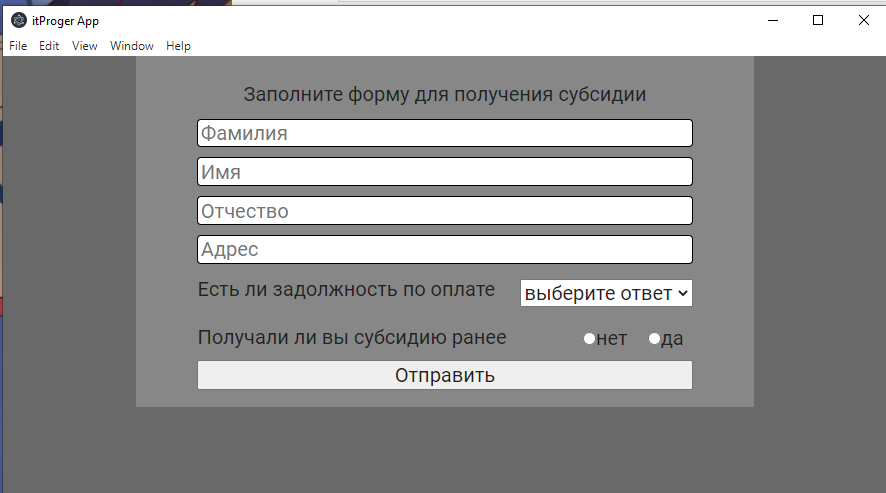 itProger App
File Edit View Window Help
Заполните форму для получения субсидии
Фамилия
Имя
Отчество
Адрес
Есть ли задолжность по оплате выберите ответ
Получали ли вы субсидию ранее нет да
Отправить